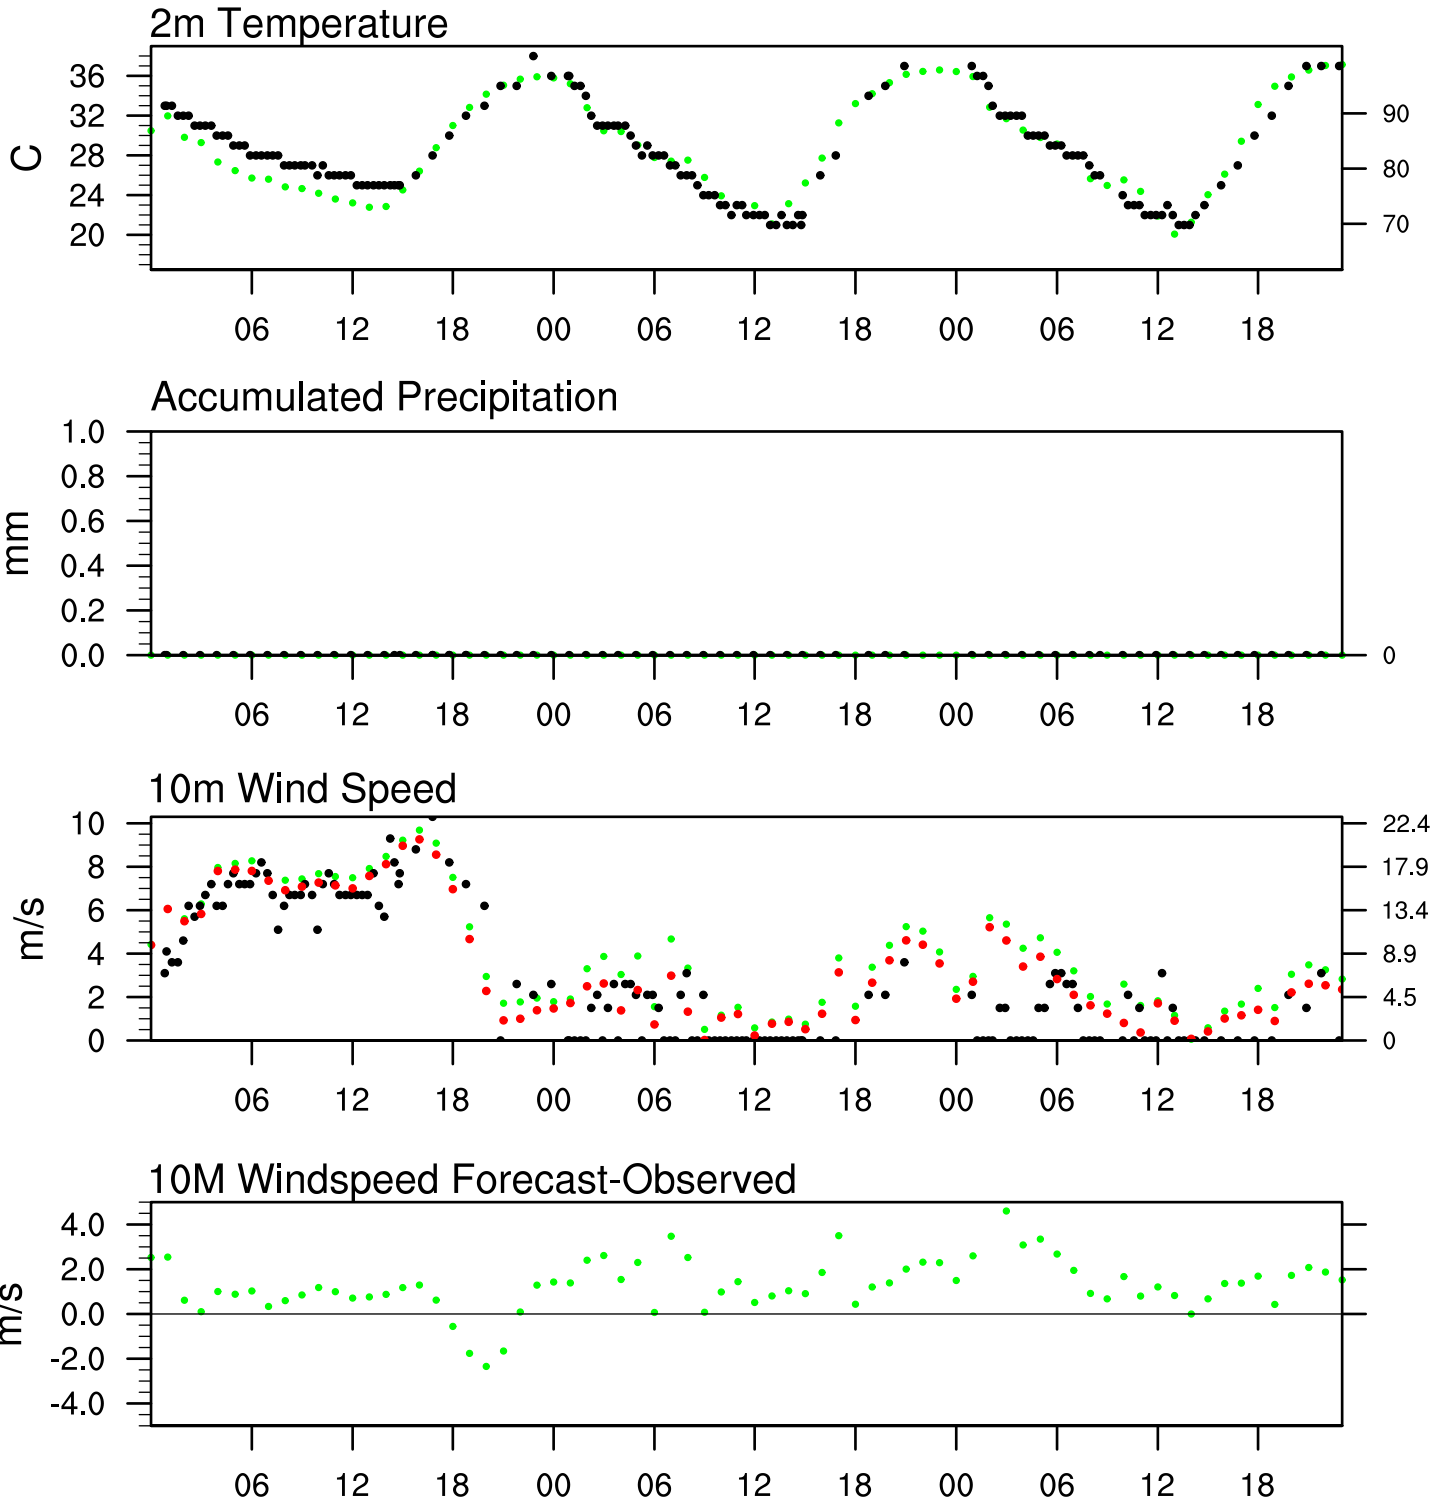 2m Temperature
C
36
32
28
24
20
90
80
70
06 12 18 00 06 12 18 00 06 12 18
Accumulated Precipitation
mm
1.0
0.8
0.6
0.4
0.2
0.0
0
06 12 18 00 06 12 18 00 06 12 18
10m Wind Speed
m/s
10
8
6
4
2
0
22.4
17.9
13.4
8.9
4.5
0
06 12 18 00 06 12 18 00 06 12 18
10M Windspeed Forecast-Observed
m/s
4.0
2.0
0.0
-2.0
-4.0
06 12 18 00 06 12 18 00 06 12 18